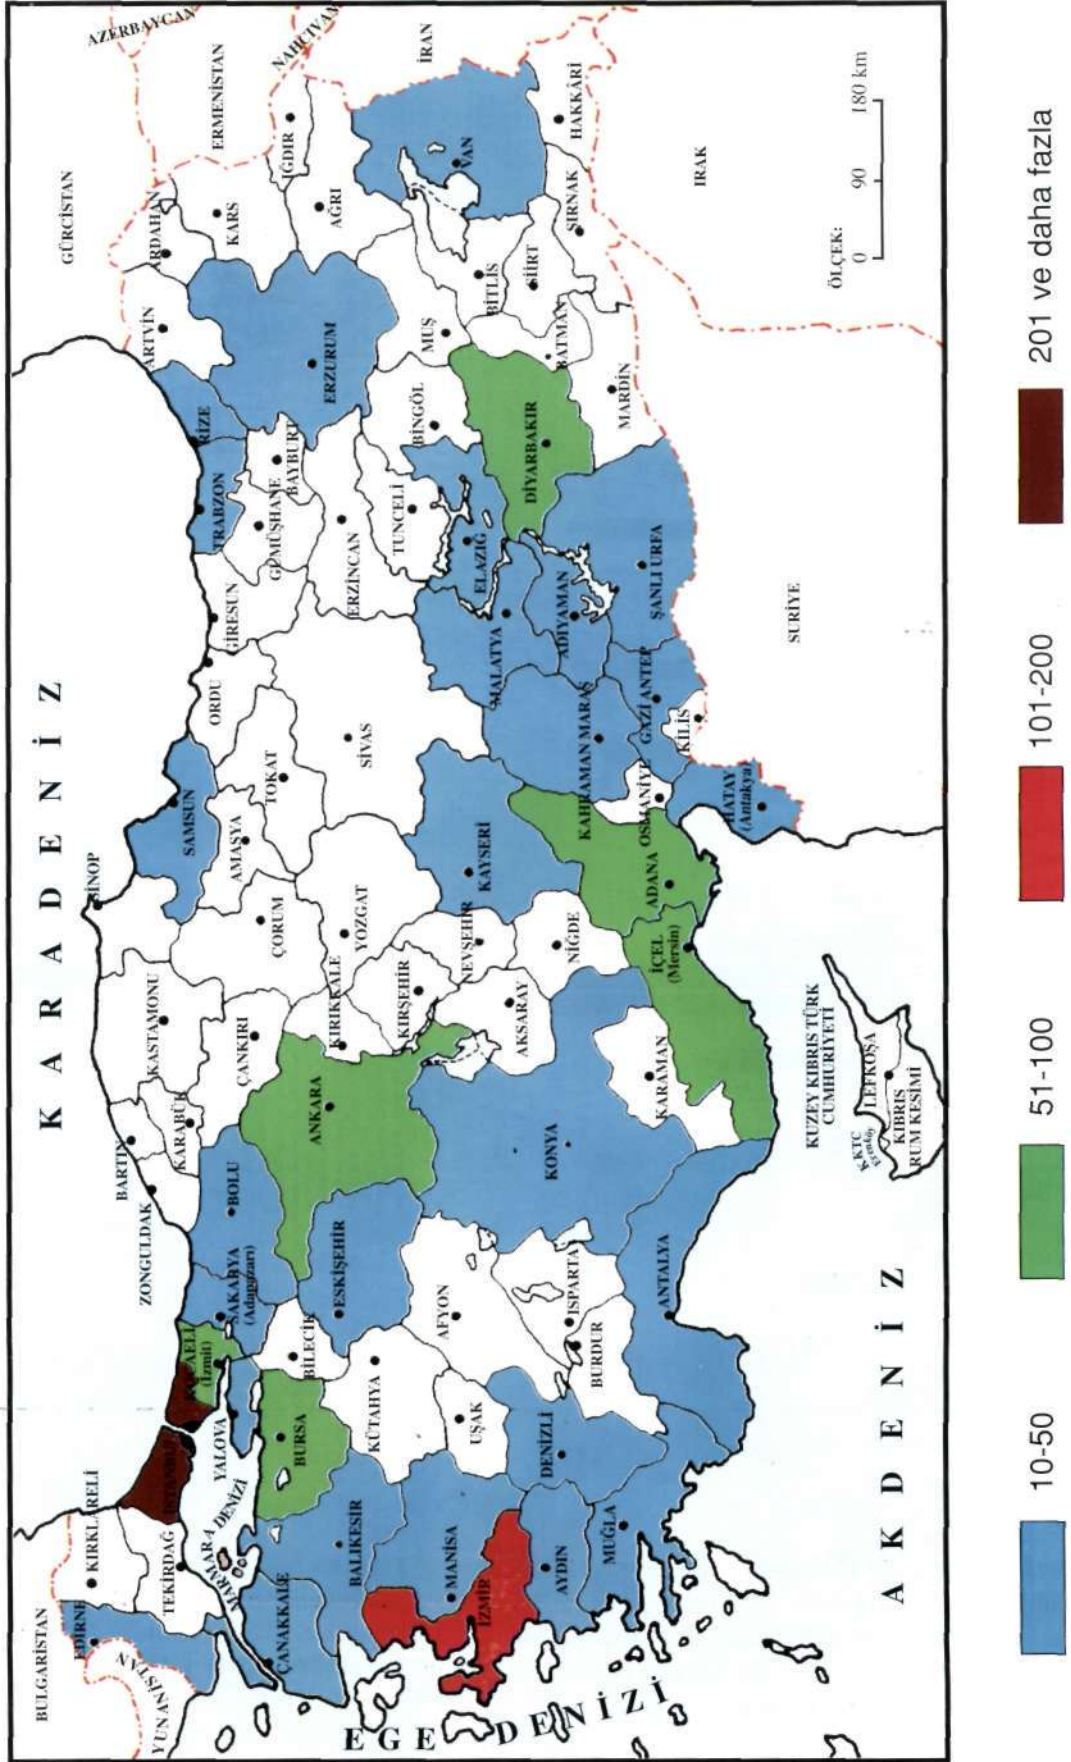 K A R A D E N İ Z
BULGARİSTAN
YUNANİSTAN
EDİRNE
KIRKLARELİ
TEKİRDAĞ
MARMARA DENİZİ
ÇANAKKALE
YALOVA
KOCAELİ
(İzmit)
SAKARYA
(Adapazarı)
BOLU
ZONGULDAK
BARTIN
KARABÜK
KASTAMONU
SİNOP
ÇANKIRI
ÇORUM
SAMSUN
AMASYA
TOKAT
ORDU
GİRESUN
GÜMÜŞHANE
TRABZON
BAYBURT
RİZE
ARTVİN
ARDAHAN
KARS
IĞDIR
AĞRI
GÜRCİSTAN
ERMENİSTAN
AZERBAYCAN
NAHCIVAN
İRAN
BALIKESİR
BURSA
BİLECİK
ESKİŞEHİR
KÜTAHYA
ANKARA
KIRIKKALE
KIRŞEHİR
YOZGAT
SİVAS
ERZİNCAN
TUNCELİ
ERZURUM
BİNGÖL
MUŞ
BİTLİS
VAN
HAKKÂRİ
ŞIRNAK
SİİRT
BATMAN
MARDİN
DİYARBAKIR
ELAZIĞ
MALATYA
ADIYAMAN
ŞANLI URFA
GAZİ ANTEP
KİLİS
KAHRAMAN MARAŞ
OSMANİYE
HATAY
(Antakya)
ADANA
İÇEL
(Mersin)
KAYSERİ
NEVŞEHİR
NİĞDE
AKSARAY
KONYA
KARAMAN
AFYON
UŞAK
MANİSA
İZMİR
AYDIN
DENİZLİ
MUĞLA
BURDUR
ISPARTA
ANTALYA
E G E D E N İ Z İ
A K D E N İ Z
KUZEY KIBRIS TÜRK
CUMHURİYETİ
LEFKOŞA
KIBRIS
RUM KESİMİ
KKTC
SURİYE
IRAK
ÖLÇEK:
0 90 180 km
10-50 51-100 101-200 201 ve daha fazla